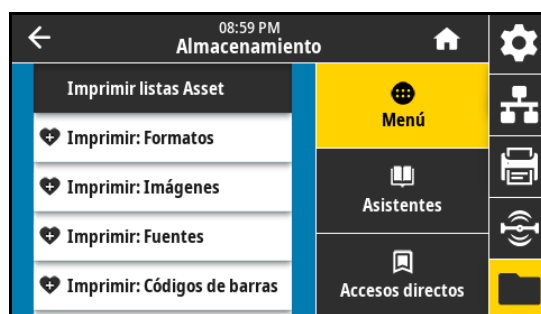 08:59 PM
Almacenamiento
Imprimir listas Asset
Imprimir: Formatos
Imprimir: Imágenes
Imprimir: Fuentes
Imprimir: Códigos de barras
Menú
Asistentes
Accesos directos